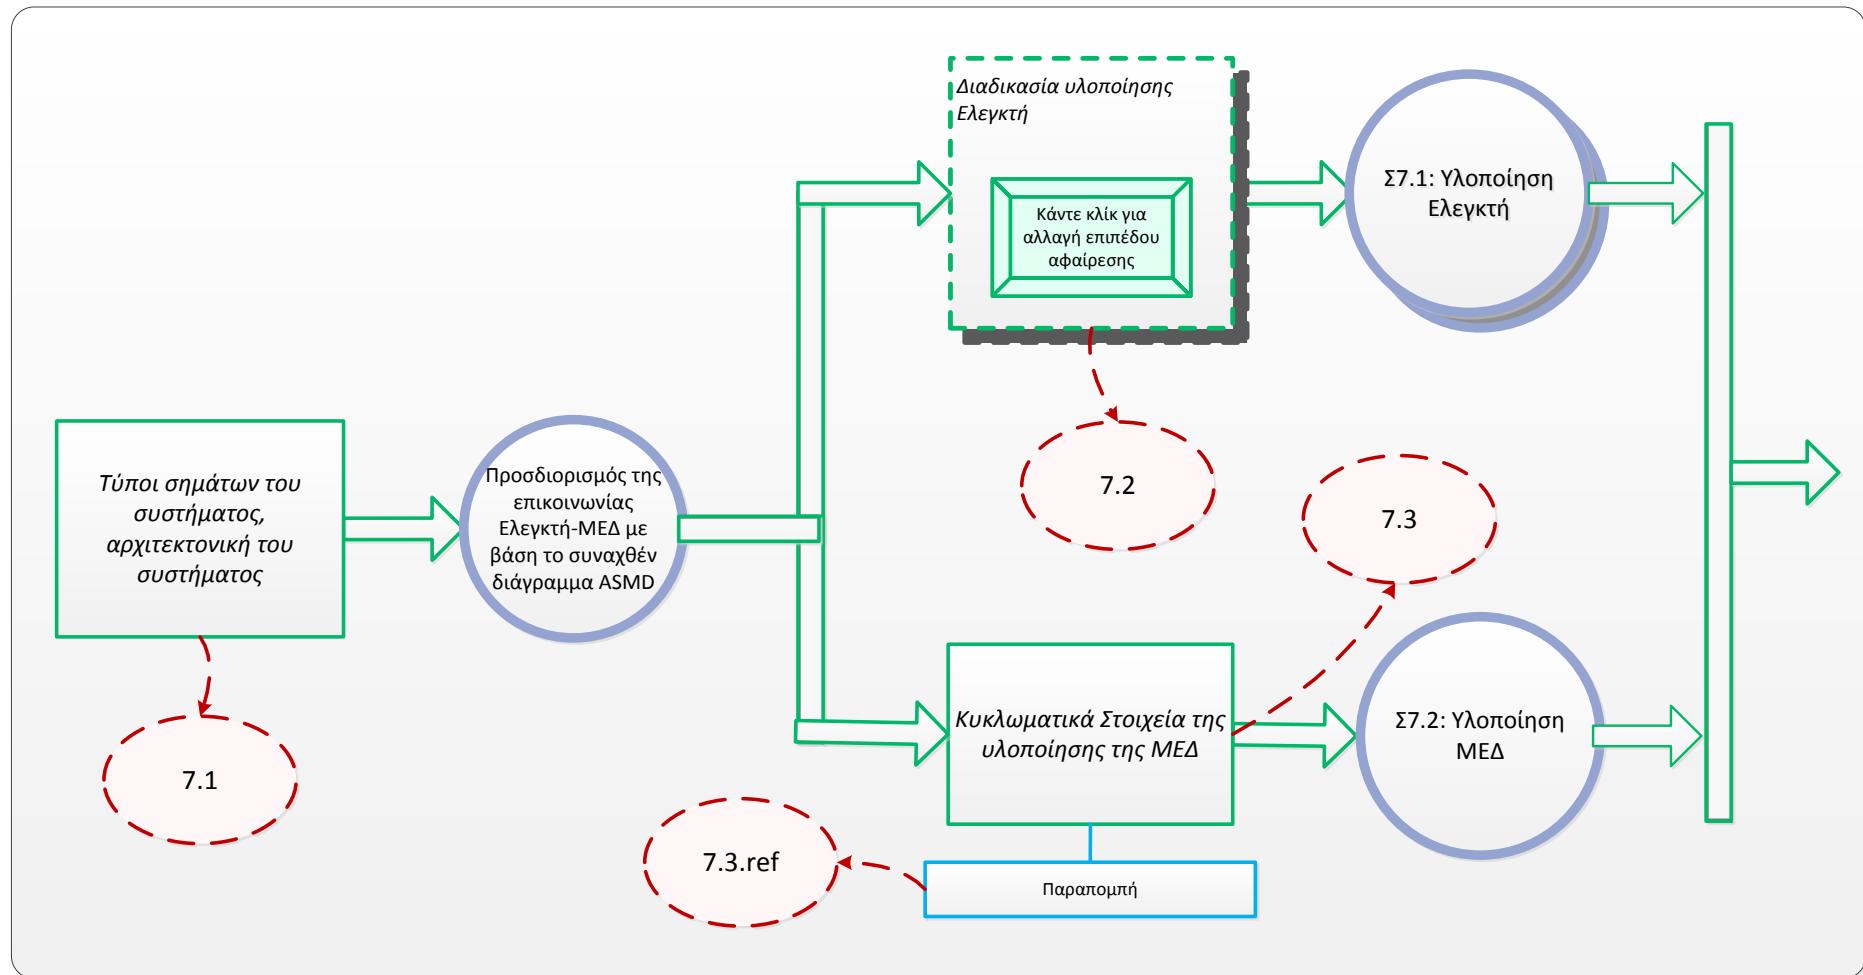 Διαδικασία υλοποίησης
Ελεγκτή
Κάντε κλίκ για
αλλαγή επιπέδου
αφαίρεσης
Σ7.1: Υλοποίηση
Ελεγκτή
Τύποι σημάτων του
συστήματος,
αρχιτεκτονική του
συστήματος
Προσδιορισμός της
επικοινωνίας
Ελεγκτή-ΜΕΔ με
βάση το συναχθέν
διάγραμμα ASMD
7.2
7.3
7.1
Κυκλωματικά Στοιχεία της
υλοποίησης της ΜΕΔ
Σ7.2: Υλοποίηση
ΜΕΔ
7.3.ref
Παραπομπή